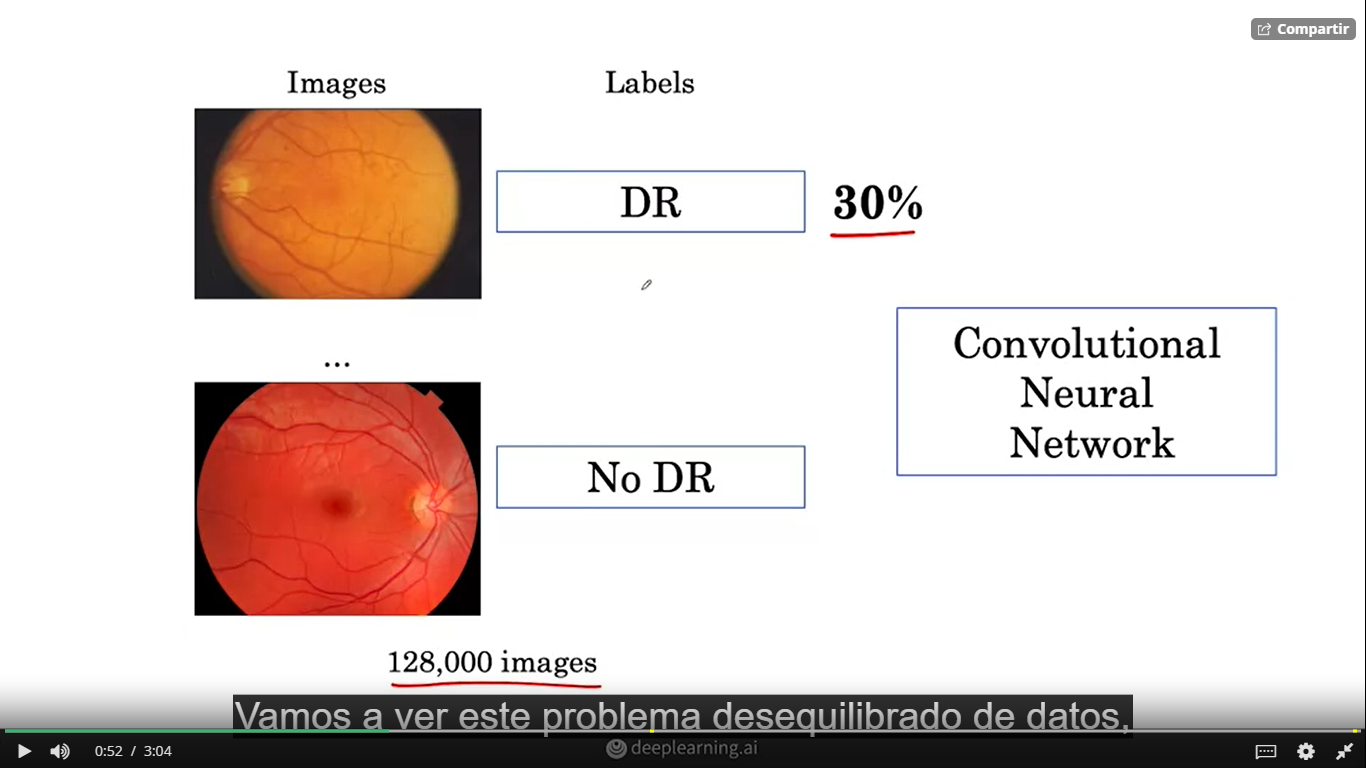 Compartir
Images
Labels
DR
30%
...
No DR
Convolutional
Neural
Network
128,000 images
Vamos a ver este problema desequilibrado de datos,
0:52 / 3:04
deeplearning.ai